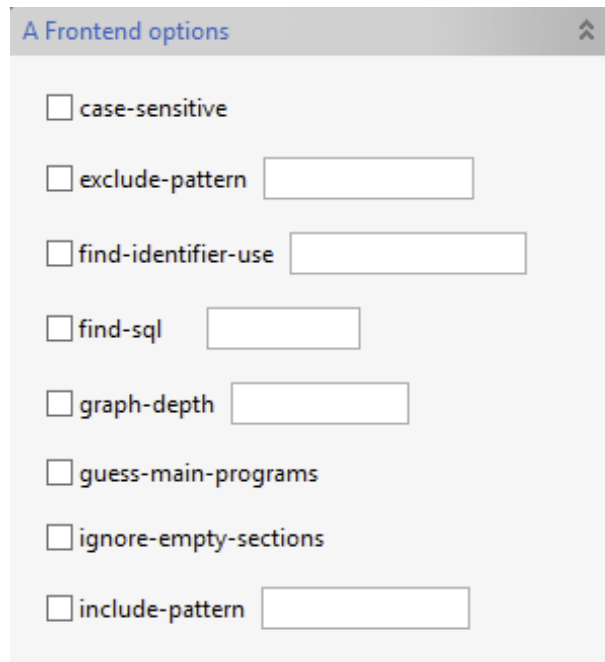 A Frontend options
case-sensitive
exclude-pattern
find-identifier-use
find-sql
graph-depth
guess-main-programs
ignore-empty-sections
include-pattern